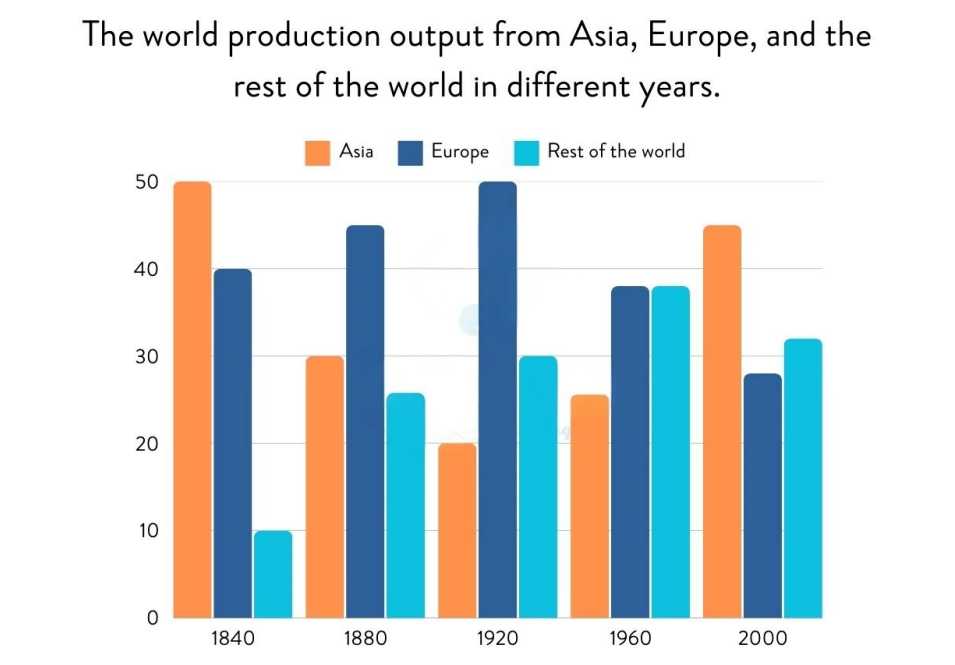 The world production output from Asia, Europe, and the
rest of the world in different years.
Asia Europe Rest of the world
50
40
30
20
10
0
1840 1880 1920 1960 2000